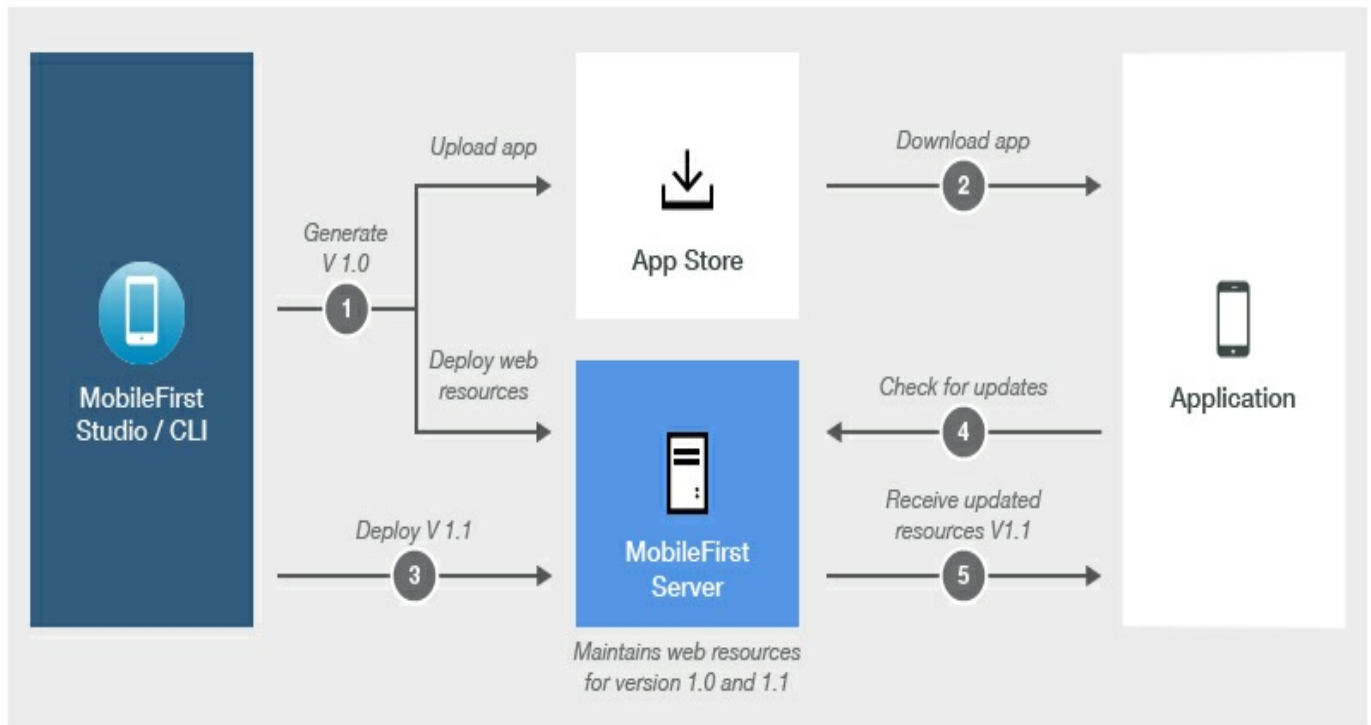 Upload app
Download app
2
Generate
V 1.0
1
App Store
Deploy web
resources
MobileFirst
Studio / CLI
Check for updates
4
Application
Deploy V 1.1
3
MobileFirst
Server
Receive updated
resources V1.1
5
Maintains web resources
for version 1.0 and 1.1